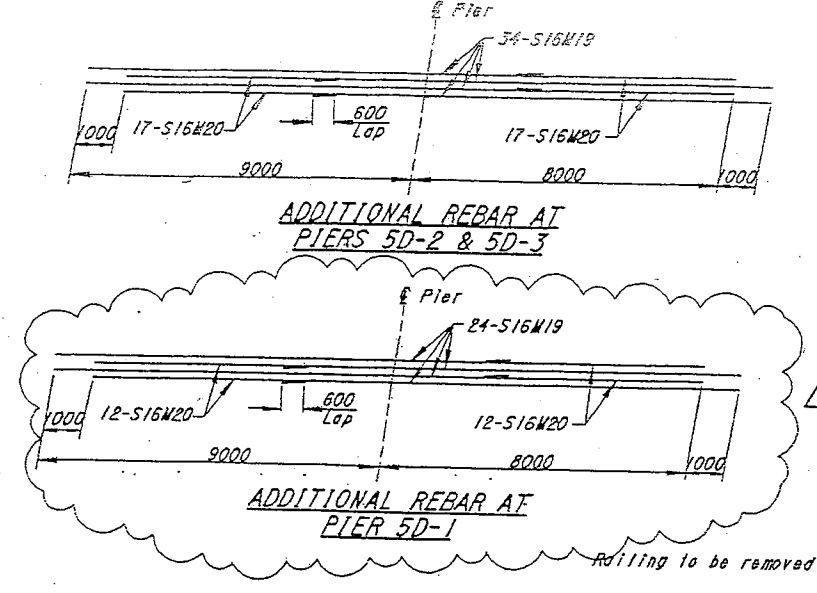 ℄ Pier
34-S16M19
17-S16M20
600
Lap
17-S16M20
1000
9000
8000
1000
ADDITIONAL REBAR AT
PIERS 5D-2 & 5D-3
℄ Pier
24-S16M19
12-S16M20
600
Lap
12-S16M20
1000
9000
8000
1000
ADDITIONAL REBAR AT
PIER 5D-1
Railing to be removed